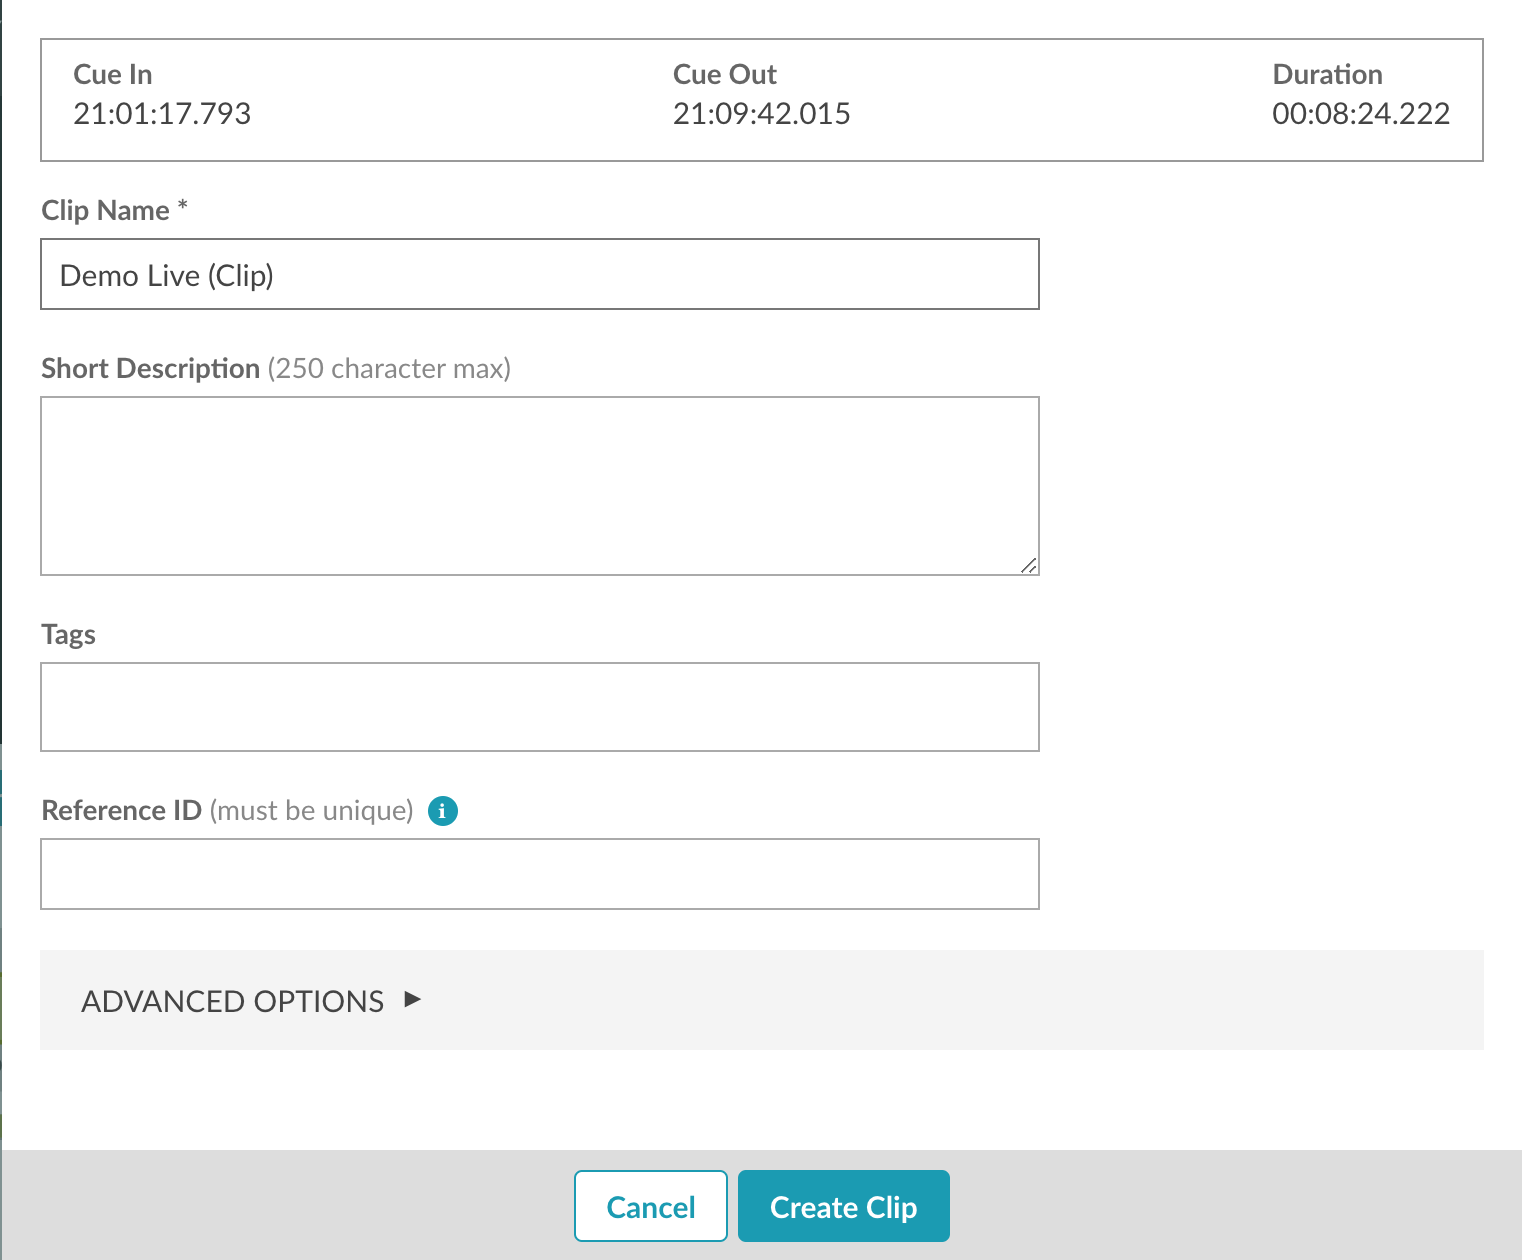 Cue In
Cue Out
Duration
21:01:17.793
21:09:42.015
00:08:24.222
Clip Name *
Demo Live (Clip)
Short Description (250 character max)
Tags
Reference ID (must be unique) i
ADVANCED OPTIONS ►
Cancel
Create Clip